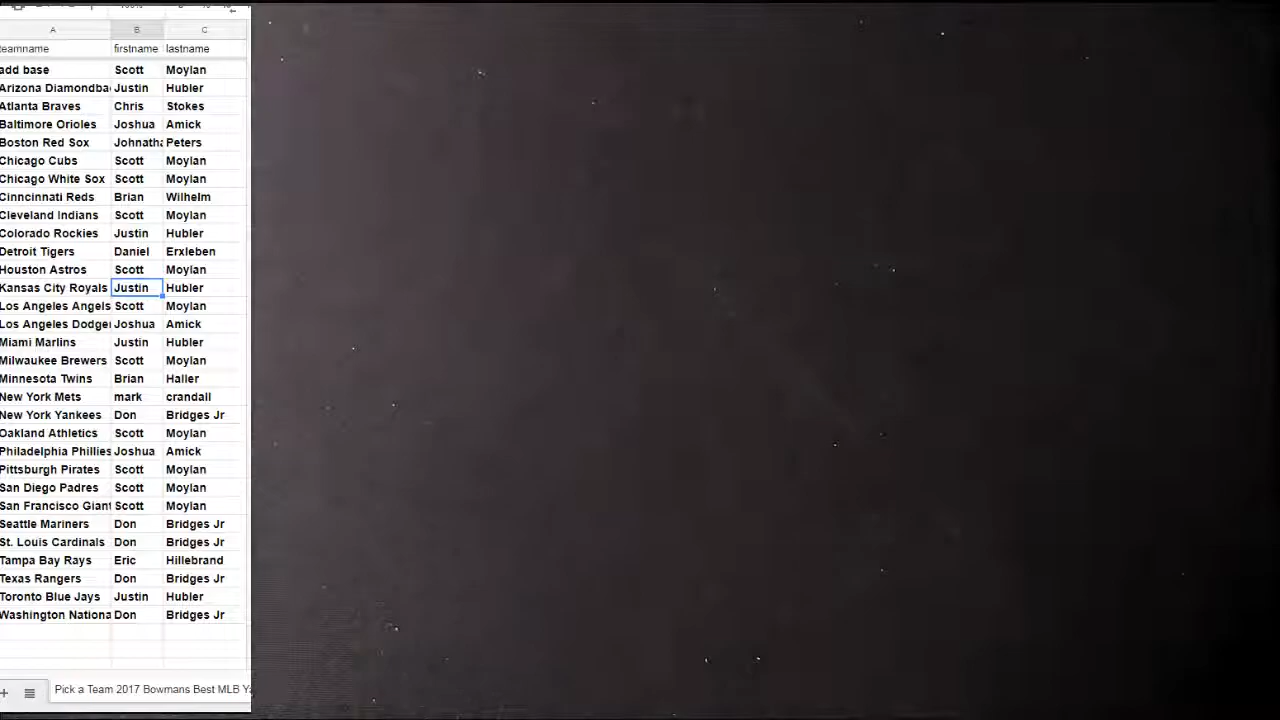 A B C
teamname firstname lastname
add base Scott Moylan
Arizona Diamondba Justin Hubler
Atlanta Braves Chris Stokes
Baltimore Orioles Joshua Amick
Boston Red Sox Johnatha Peters
Chicago Cubs Scott Moylan
Chicago White Sox Scott Moylan
Cinncinnati Reds Brian Wilhelm
Cleveland Indians Scott Moylan
Colorado Rockies Justin Hubler
Detroit Tigers Daniel Erxleben
Houston Astros Scott Moylan
Kansas City Royals Justin Hubler
Los Angeles Angels Scott Moylan
Los Angeles Dodger Joshua Amick
Miami Marlins Justin Hubler
Milwaukee Brewers Scott Moylan
Minnesota Twins Brian Haller
New York Mets mark crandall
New York Yankees Don Bridges Jr
Oakland Athletics Scott Moylan
Philadelphia Phillies Joshua Amick
Pittsburgh Pirates Scott Moylan
San Diego Padres Scott Moylan
San Francisco Giant Scott Moylan
Seattle Mariners Don Bridges Jr
St. Louis Cardinals Don Bridges Jr
Tampa Bay Rays Eric Hillebrand
Texas Rangers Don Bridges Jr
Toronto Blue Jays Justin Hubler
Washington Nationa Don Bridges Jr
Pick a Team 2017 Bowmans Best MLB Ya